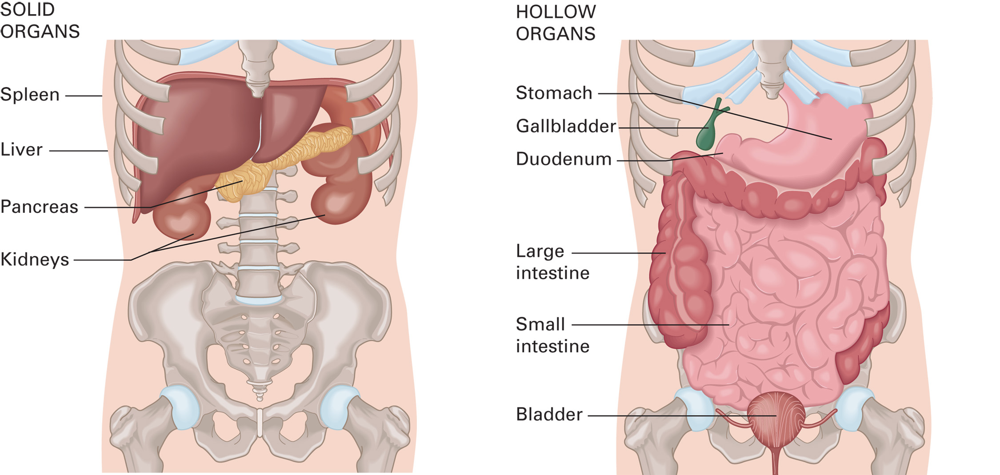 SOLID
ORGANS
Spleen
Liver
Pancreas
Kidneys
HOLLOW
ORGANS
Stomach
Gallbladder
Duodenum
Large
intestine
Small
intestine
Bladder